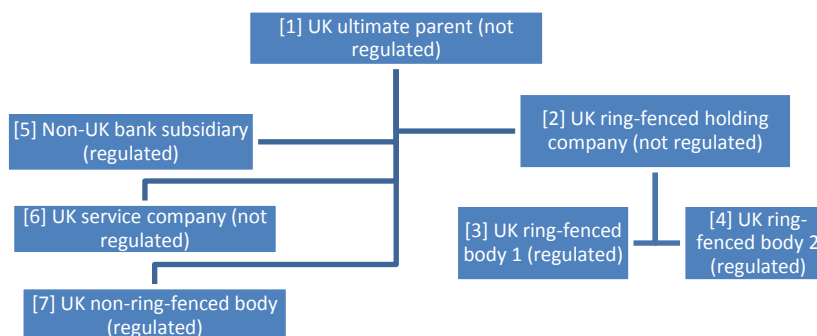 [1] UK ultimate parent (not
regulated)
[5] Non-UK bank subsidiary
(regulated)
[2] UK ring-fenced holding
company (not regulated)
[6] UK service company (not
regulated)
[3] UK ring-fenced
body 1 (regulated)
[4] UK ring-
fenced body 2
(regulated)
[7] UK non-ring-fenced body
(regulated)